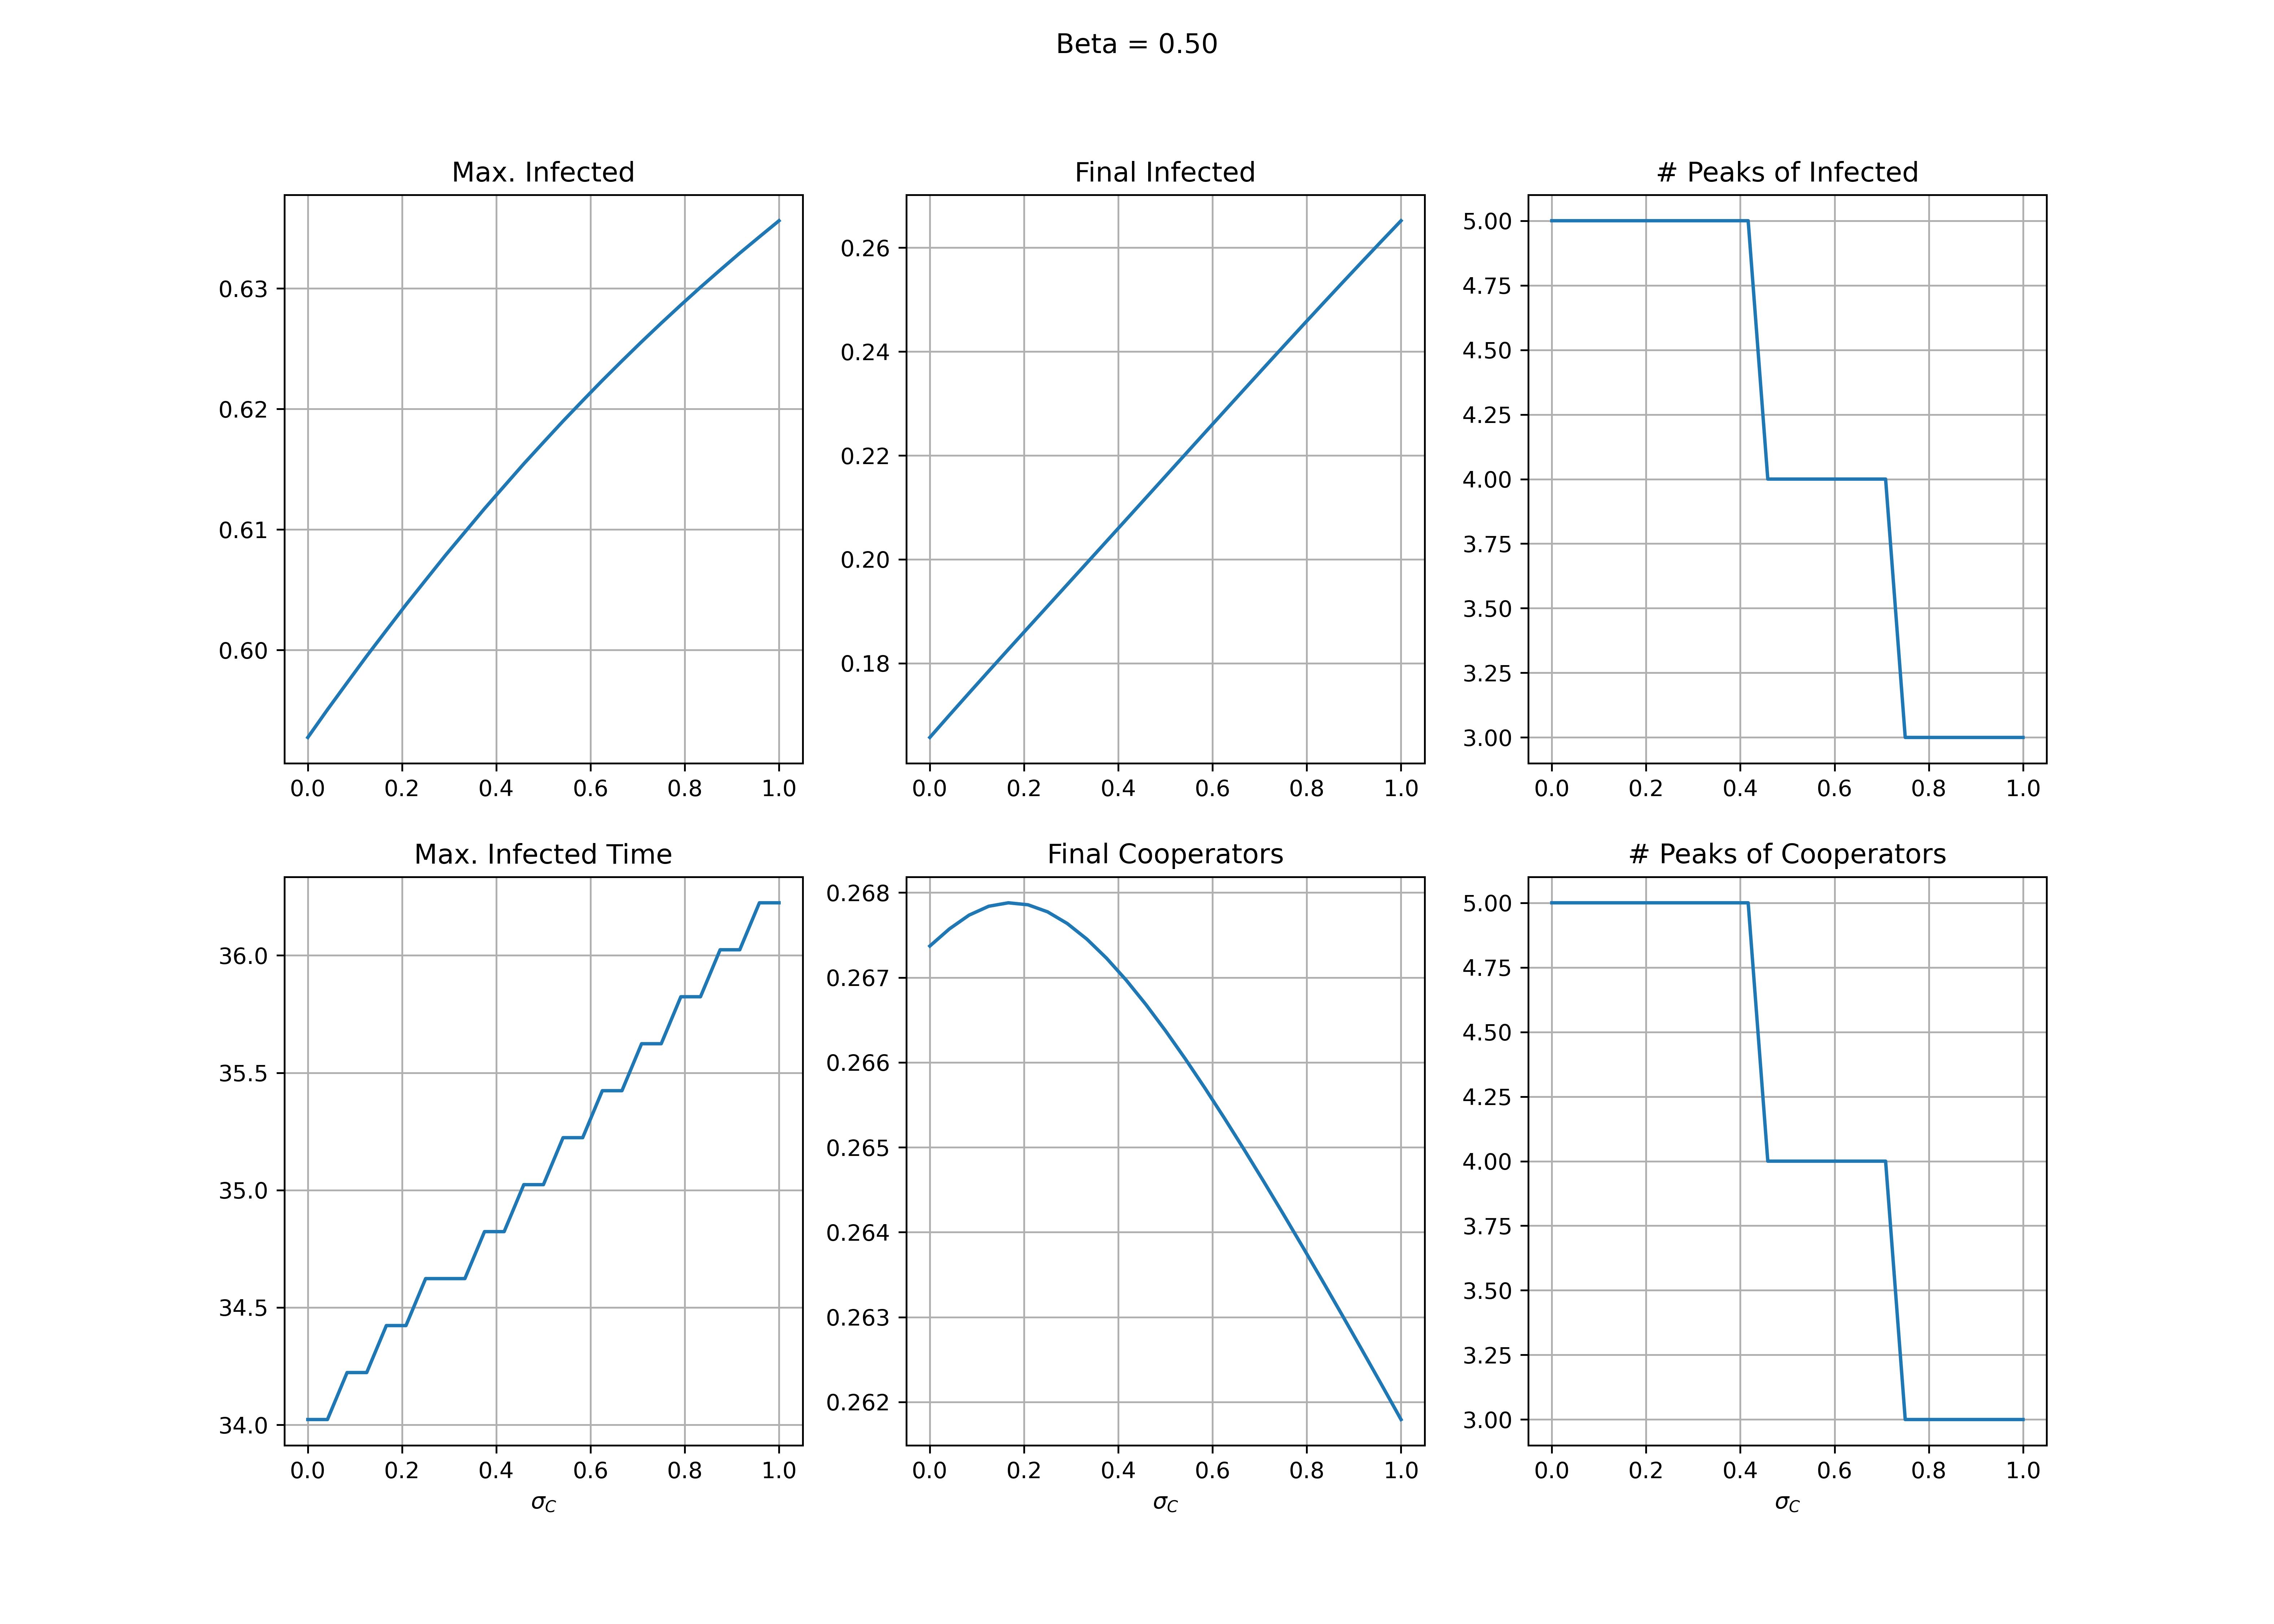 Beta = 0.50
Max. Infected
0.63
0.62
0.61
0.60
0.0 0.2 0.4 0.6 0.8 1.0
Final Infected
0.26
0.24
0.22
0.20
0.18
0.0 0.2 0.4 0.6 0.8 1.0
# Peaks of Infected
5.00
4.75
4.50
4.25
4.00
3.75
3.50
3.25
3.00
0.0 0.2 0.4 0.6 0.8 1.0
Max. Infected Time
36.0
35.5
35.0
34.5
34.0
0.0 0.2 0.4 0.6 0.8 1.0
σ_C
Final Cooperators
0.268
0.267
0.266
0.265
0.264
0.263
0.262
0.0 0.2 0.4 0.6 0.8 1.0
σ_C
# Peaks of Cooperators
5.00
4.75
4.50
4.25
4.00
3.75
3.50
3.25
3.00
0.0 0.2 0.4 0.6 0.8 1.0
σ_C